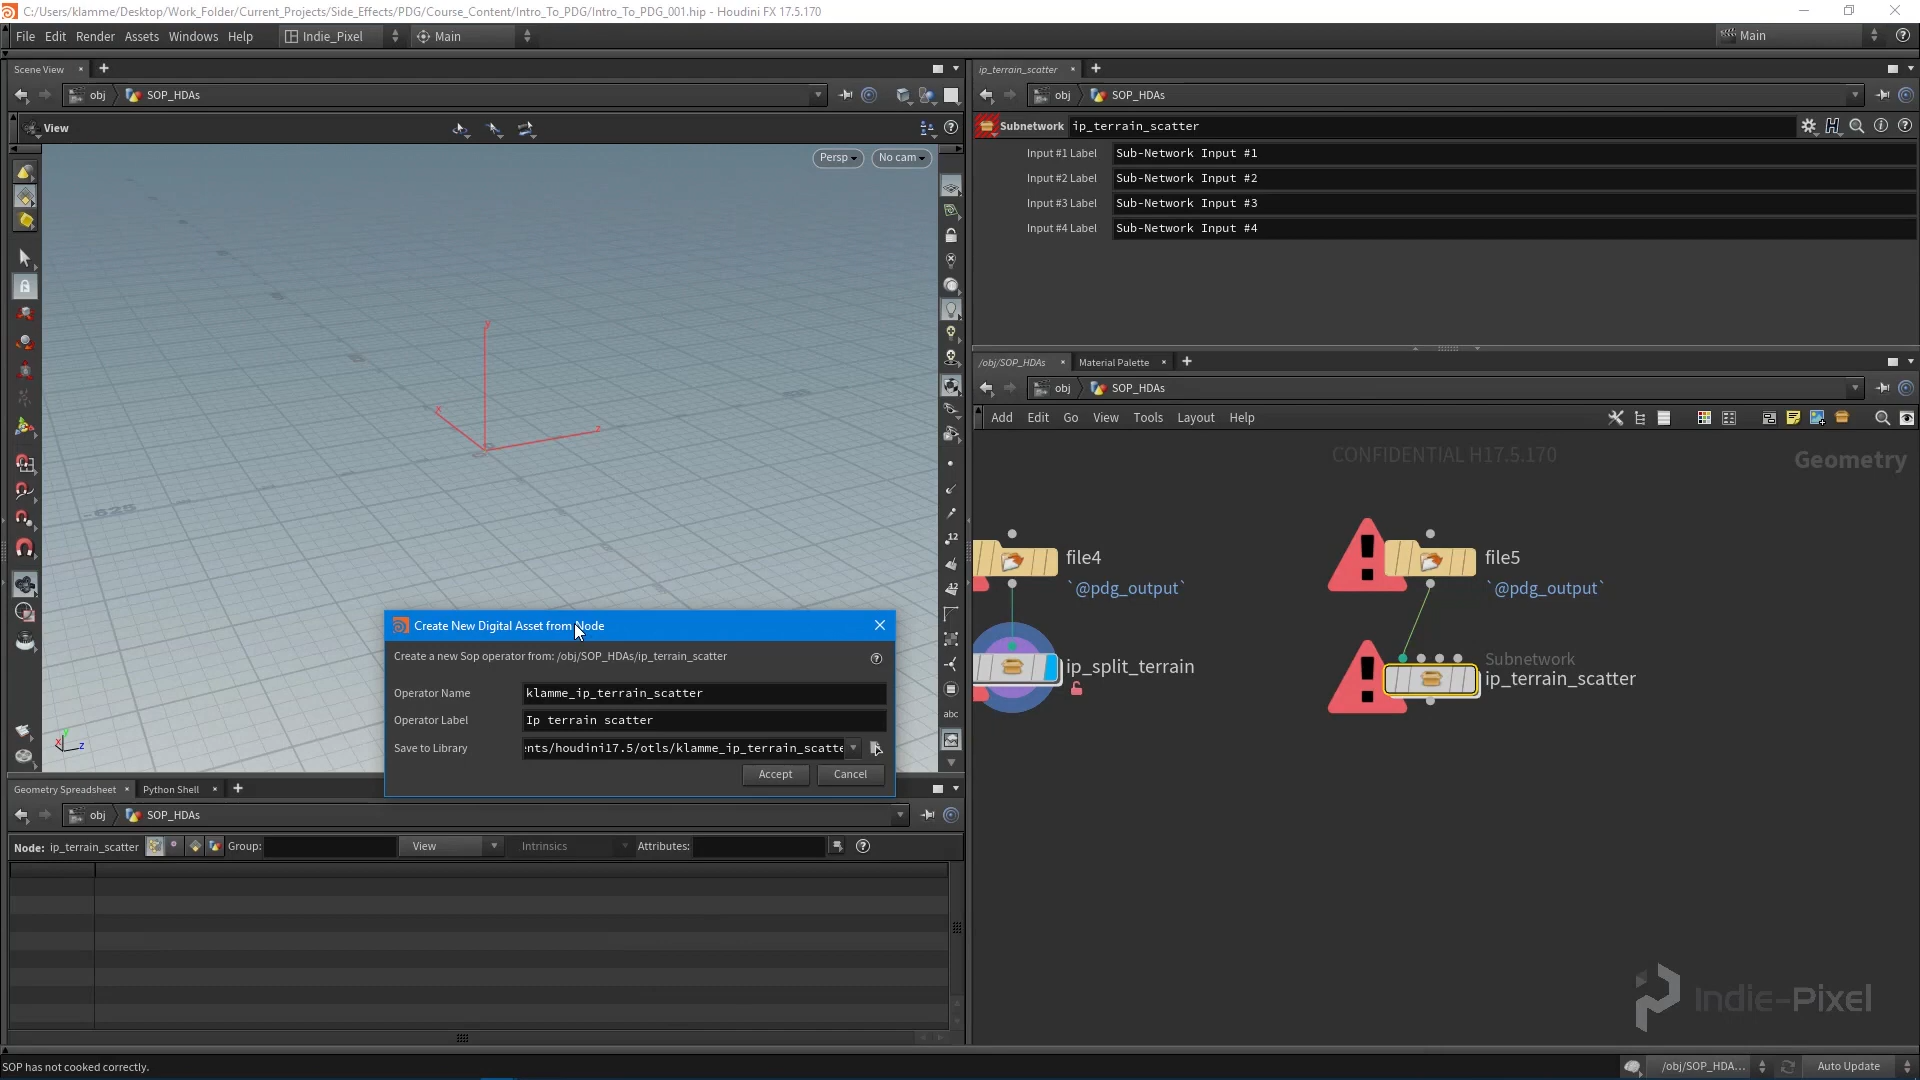 C:/Users/klamme/Desktop/Work_Folder/Current_Projects/Side_Effects/PDG/Course_Content/Intro_To_PDG/Intro_To_PDG_001.hip - Houdini FX 17.5.170
File Edit Render Assets Windows Help Indie_Pixel Main Main
Scene View
obj SOP_HDAs
View
Persp No cam
y
x
z
-625
ip_terrain_scatter
obj SOP_HDAs
Subnetwork ip_terrain_scatter
Input #1 Label Sub-Network Input #1
Input #2 Label Sub-Network Input #2
Input #3 Label Sub-Network Input #3
Input #4 Label Sub-Network Input #4
/obj/SOP_HDAs Material Palette
obj SOP_HDAs
Add Edit Go View Tools Layout Help
CONFIDENTIAL H17.5.170
Geometry
file4
`@pdg_output`
ip_split_terrain
file5
`@pdg_output`
Subnetwork
ip_terrain_scatter
Indie-Pixel
Create New Digital Asset from Node
Create a new Sop operator from: /obj/SOP_HDAs/ip_terrain_scatter
Operator Name klamme_ip_terrain_scatter
Operator Label Ip terrain scatter
Save to Library nts/houdini17.5/otls/klamme_ip_terrain_scatte
Accept Cancel
12
12
abc
x y z
Geometry Spreadsheet Python Shell
obj SOP_HDAs
Node: ip_terrain_scatter Group: View Intrinsics Attributes:
SOP has not cooked correctly.
/obj/SOP_HDA... Auto Update